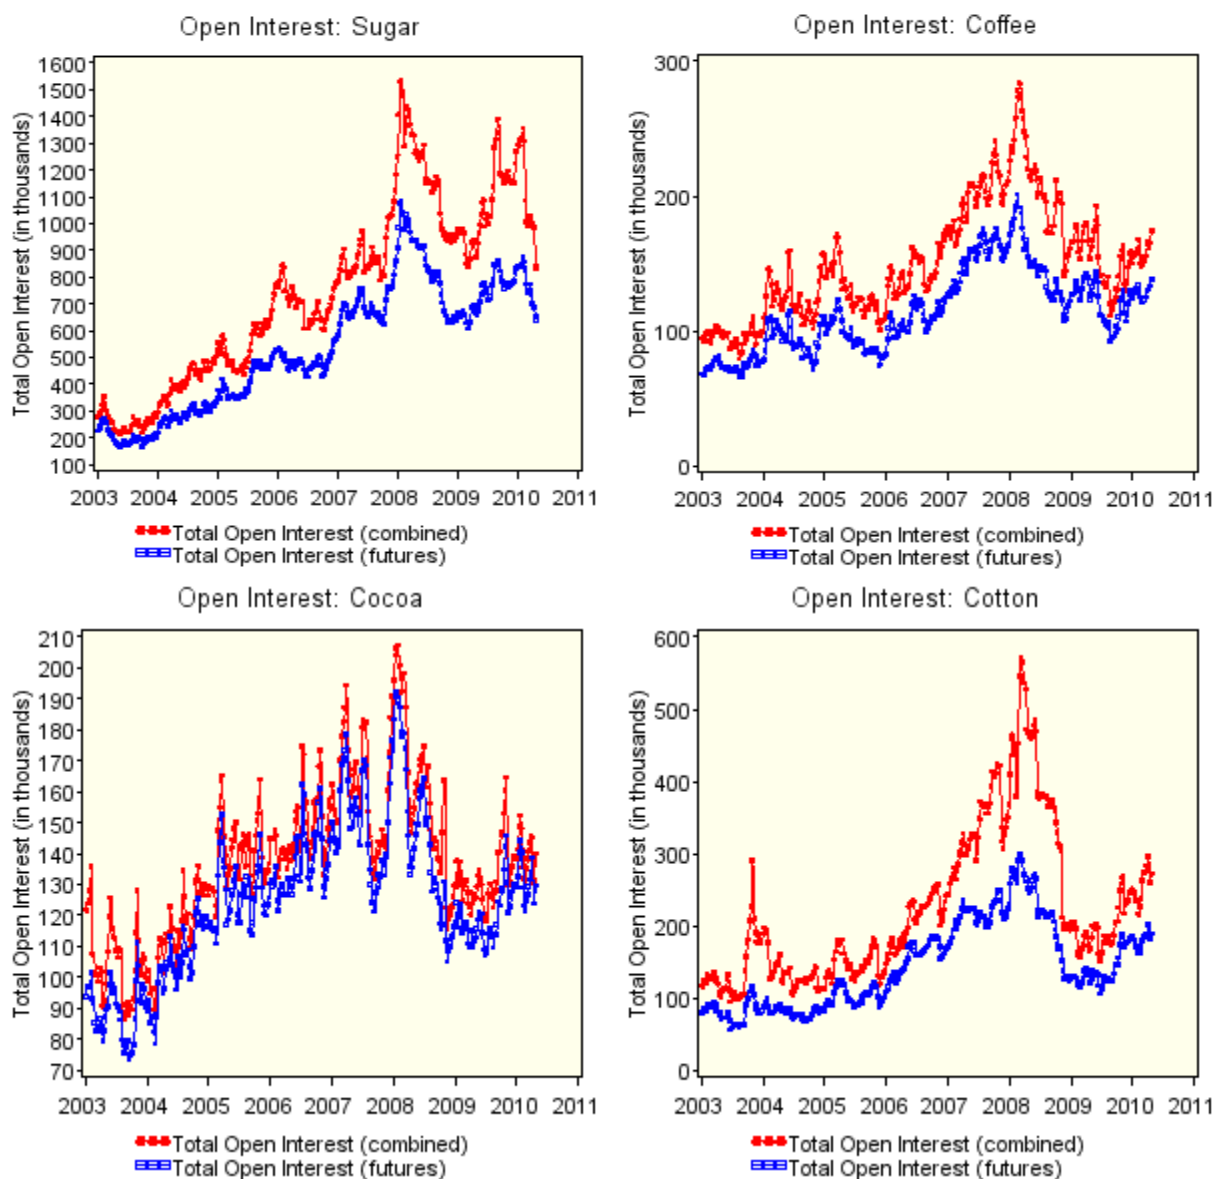 Open Interest: Sugar
Total Open Interest (in thousands)
1600
1500
1400
1300
1200
1100
1000
900
800
700
600
500
400
300
200
100
2003 2004 2005 2006 2007 2008 2009 2010 2011
Total Open Interest (combined)
Total Open Interest (futures)
Open Interest: Coffee
Total Open Interest (in thousands)
300
200
100
0
2003 2004 2005 2006 2007 2008 2009 2010 2011
Total Open Interest (combined)
Total Open Interest (futures)
Open Interest: Cocoa
Total Open Interest (in thousands)
210
200
190
180
170
160
150
140
130
120
110
100
90
80
70
2003 2004 2005 2006 2007 2008 2009 2010 2011
Total Open Interest (combined)
Total Open Interest (futures)
Open Interest: Cotton
Total Open Interest (in thousands)
600
500
400
300
200
100
0
2003 2004 2005 2006 2007 2008 2009 2010 2011
Total Open Interest (combined)
Total Open Interest (futures)